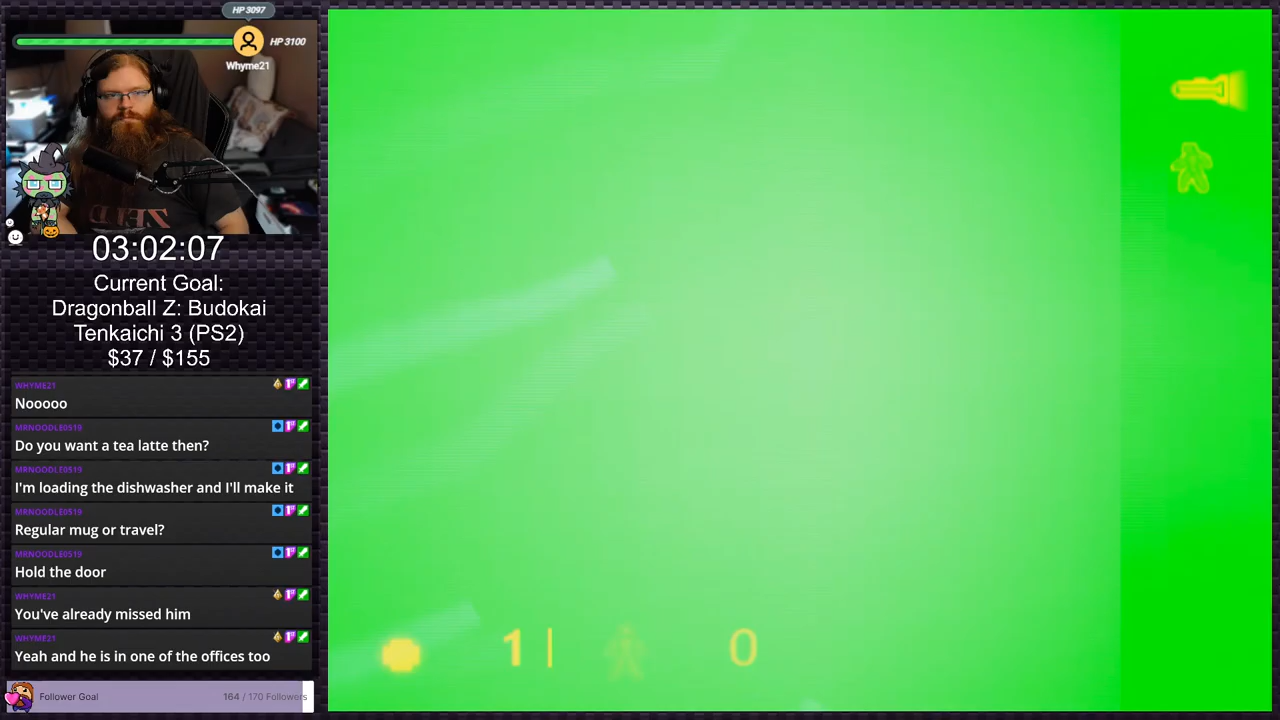 HP 3097
HP 3100
Whyme21
03:02:07
Current Goal:
Dragonball Z: Budokai
Tenkaichi 3 (PS2)
$37 / $155
WHYME21
Nooooo
MRNOODLE0519
Do you want a tea latte then?
MRNOODLE0519
I'm loading the dishwasher and I'll make it
MRNOODLE0519
Regular mug or travel?
MRNOODLE0519
Hold the door
WHYME21
You've already missed him
WHYME21
Yeah and he is in one of the offices too
Follower Goal
164 / 170 Followers
1 | 0